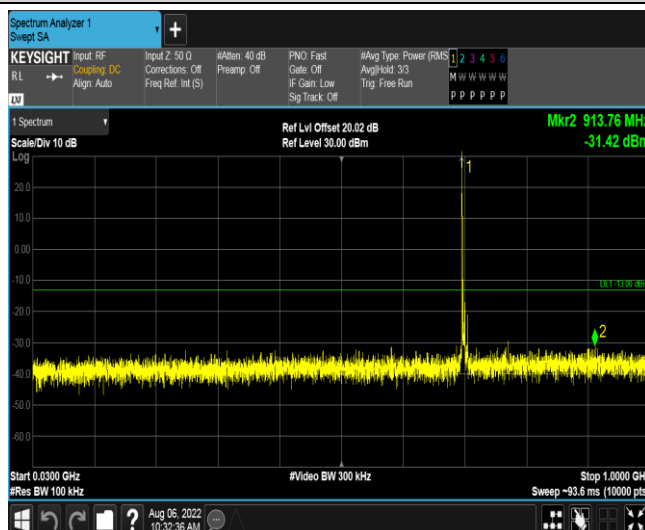 Spectrum Analyzer 1
Swept SA
+
KEYSIGHT
RL
LXI
Input: RF
Coupling: DC
Align: Auto
Input Z: 50 Ω
Corrections: Off
Freq Ref: Int (S)
#Atten: 40 dB
Preamp: Off
PNO: Fast
Gate: Off
IF Gain: Low
Sig Track: Off
#Avg Type: Power (RMS
Avg|Hold: 3/3
Trig: Free Run
1 2 3 4 5 6
M W W W W W
P P P P P P
1 Spectrum
Scale/Div 10 dB
Log
Ref Lvl Offset 20.02 dB
Ref Level 30.00 dBm
Mkr2 913.76 MHz
-31.42 dBm
1
20.0
10.0
0.00
-10.0
DL1 -13.00 dBm
-20.0
-30.0
2
-40.0
-50.0
-60.0
Start 0.0300 GHz
#Res BW 100 kHz
#Video BW 300 kHz
Stop 1.0000 GH
Sweep ~93.6 ms (10000 pts
?
Aug 06, 2022
10:32:36 AM